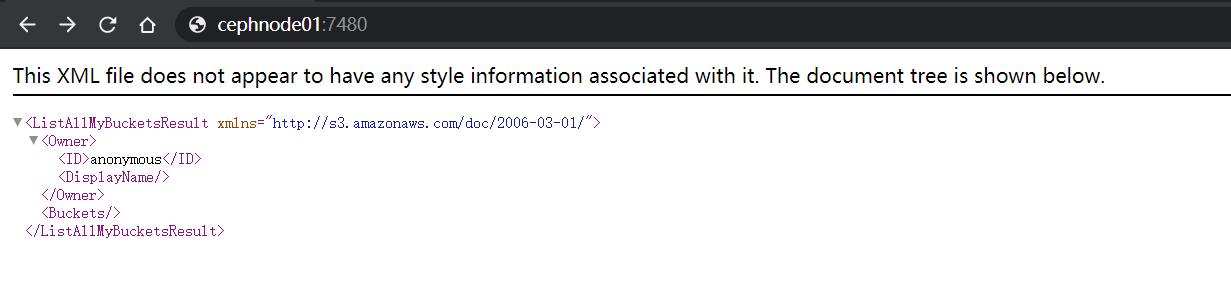 cephnode01:7480
This XML file does not appear to have any style information associated with it. The document tree is shown below.
▼<ListAllMyBucketsResult xmlns="http://s3.amazonaws.com/doc/2006-03-01/">
▼<Owner>
<ID>anonymous</ID>
<DisplayName/>
</Owner>
<Buckets/>
</ListAllMyBucketsResult>